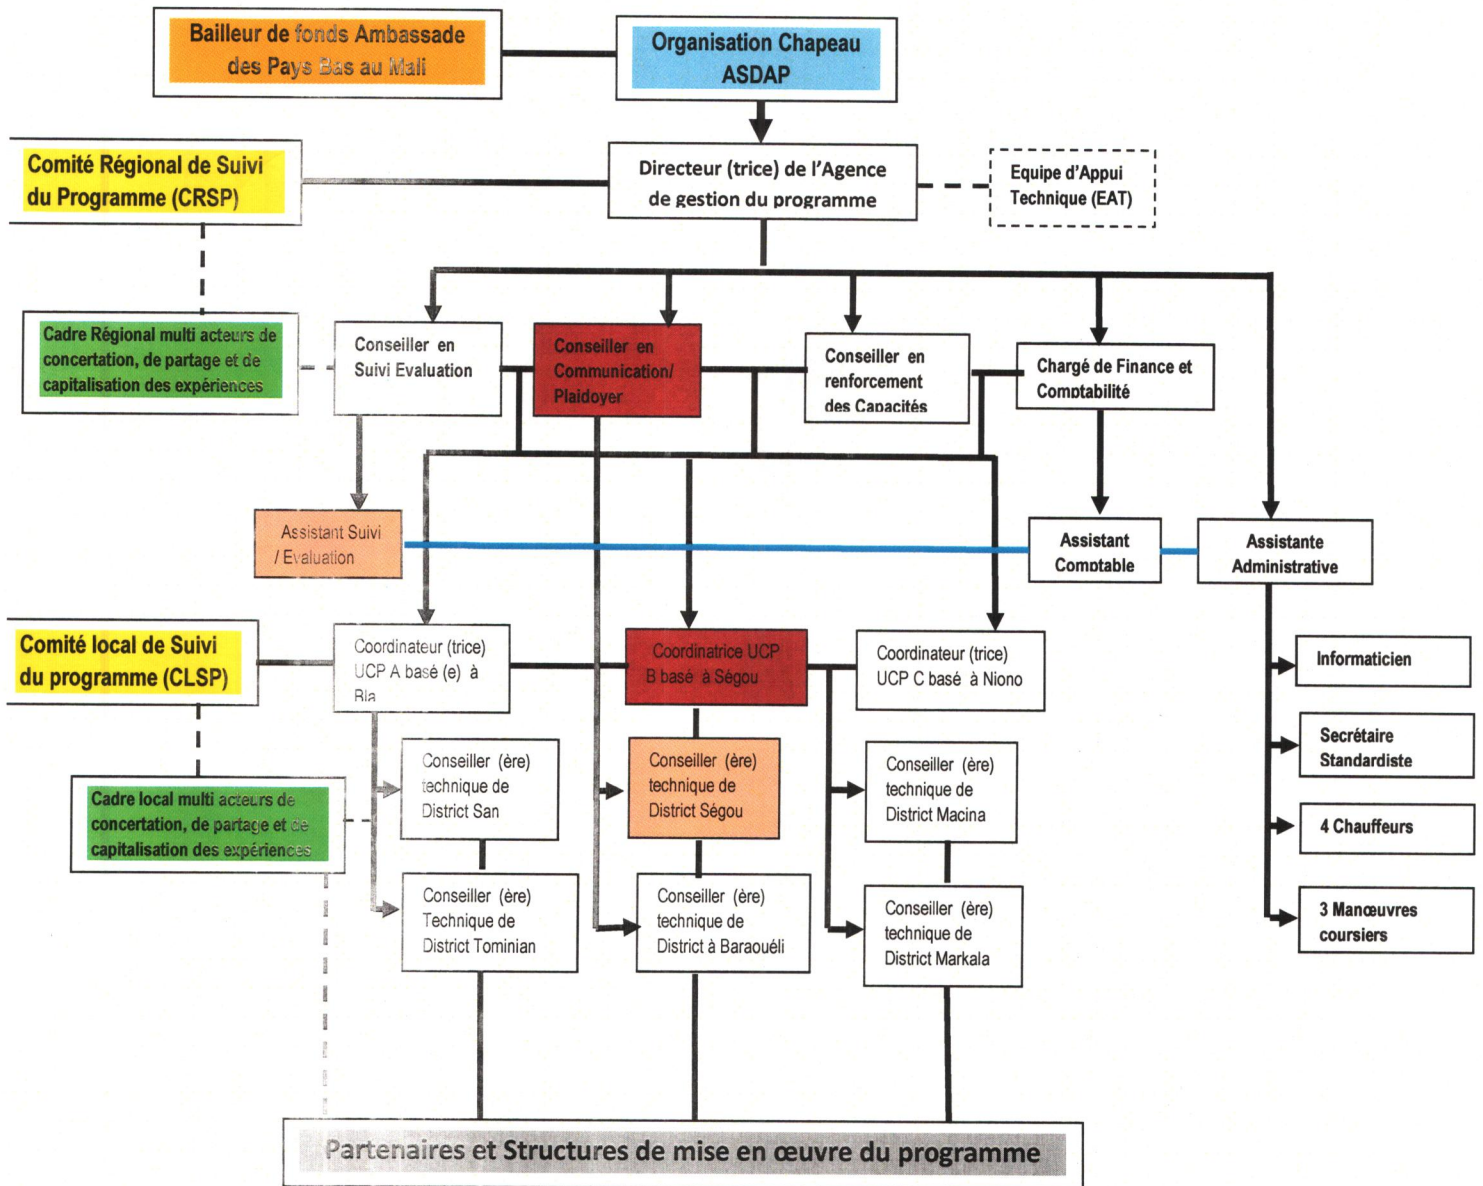 Bailleur de fonds Ambassade
des Pays Bas au Mali
Organisation Chapeau
ASDAP
Comité Régional de Suivi
du Programme (CRSP)
Directeur (trice) de l'Agence
de gestion du programme
Equipe d'Appui
Technique (EAT)
Cadre Régional multi acteurs de
concertation, de partage et de
capitalisation des expériences
Conseiller en
Suivi Evaluation
Conseiller en
Communication/
Plaidoyer
Conseiller en
renforcement
des Capacités
Chargé de Finance et
Comptabilité
Assistant Suivi
/ Evaluation
Assistant
Comptable
Assistante
Administrative
Comité local de Suivi
du programme (CLSP)
Coordinateur (trice)
UCP A basé (e) à
Bla
Coordinatrice UCP
B basé à Ségou
Coordinateur (trice)
UCP C basé à Niono
Informaticien
Cadre local multi acteurs de
concertation, de partage et de
capitalisation des expériences
Conseiller (ère)
technique de
District San
Conseiller (ère)
technique de
District Ségou
Conseiller (ère)
technique de
District Macina
Secrétaire
Standardiste
4 Chauffeurs
Conseiller (ère)
Technique de
District Tominian
Conseiller (ère)
technique de
District à Baraouéli
Conseiller (ère)
technique de
District Markala
3 Manœuvres
coursiers
Partenaires et Structures de mise en œuvre du programme